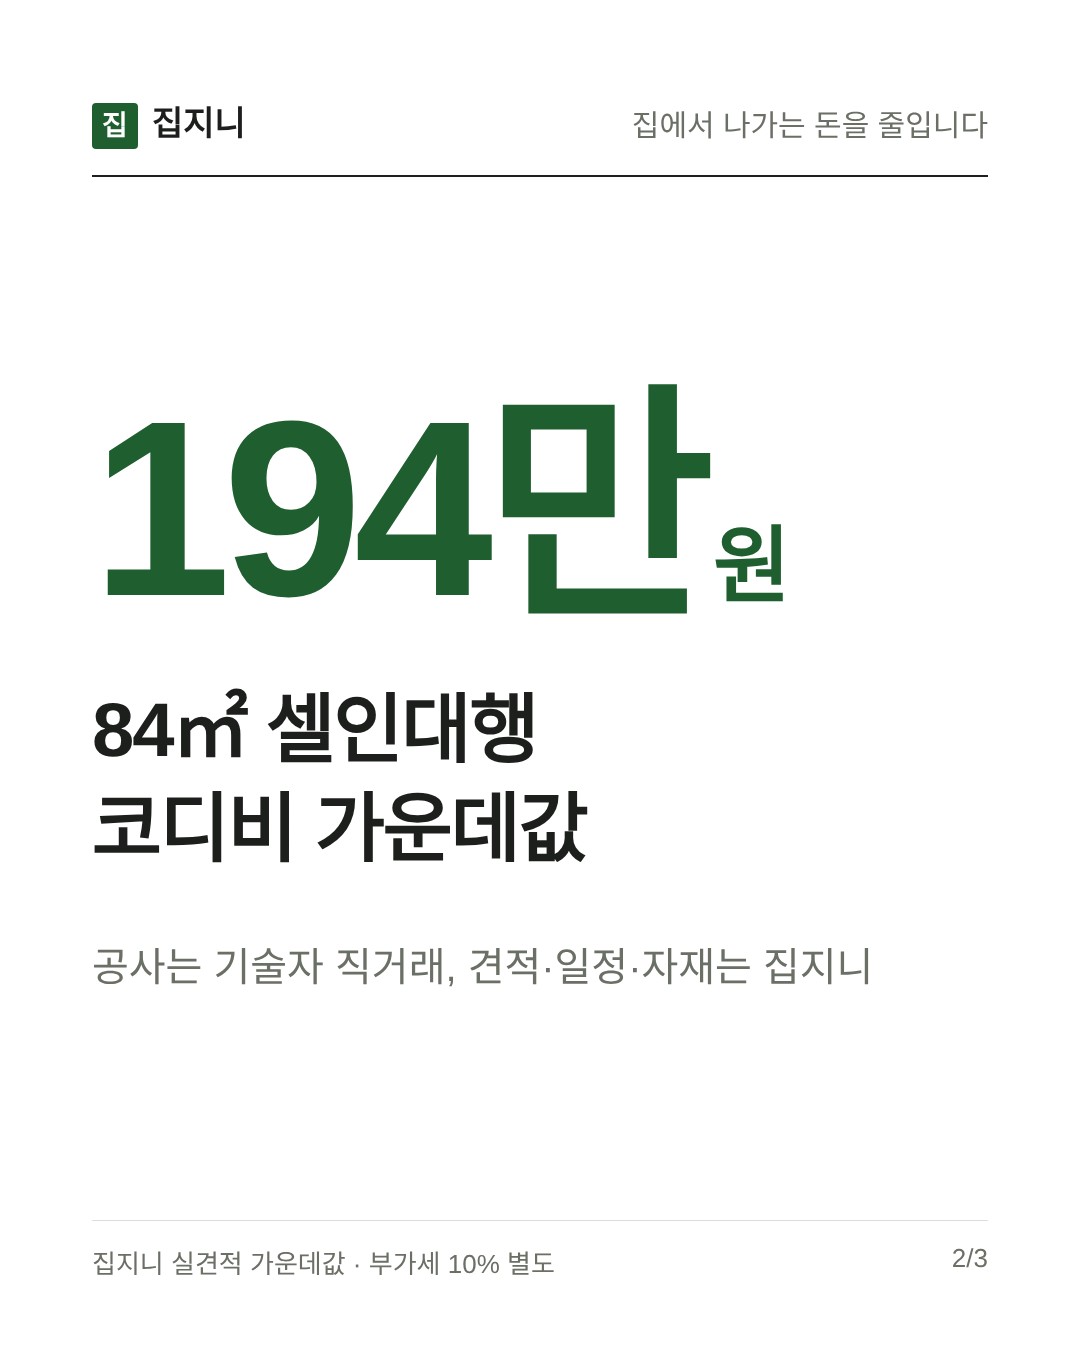 집 집지니
집에서 나가는 돈을 줄입니다
194만원
84㎡ 셀인대행
코디비 가운데값
공사는 기술자 직거래, 견적·일정·자재는 집지니
집지니 실견적 가운데값 · 부가세 10% 별도
2/3